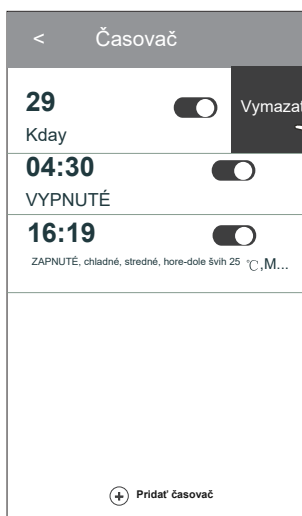 < Časovač
29
Kday
Vymazať
04:30
VYPNUTÉ
16:19
ZAPNUTÉ, chladné, stredné, hore-dole švih 25 °C,M...
Pridať časovač